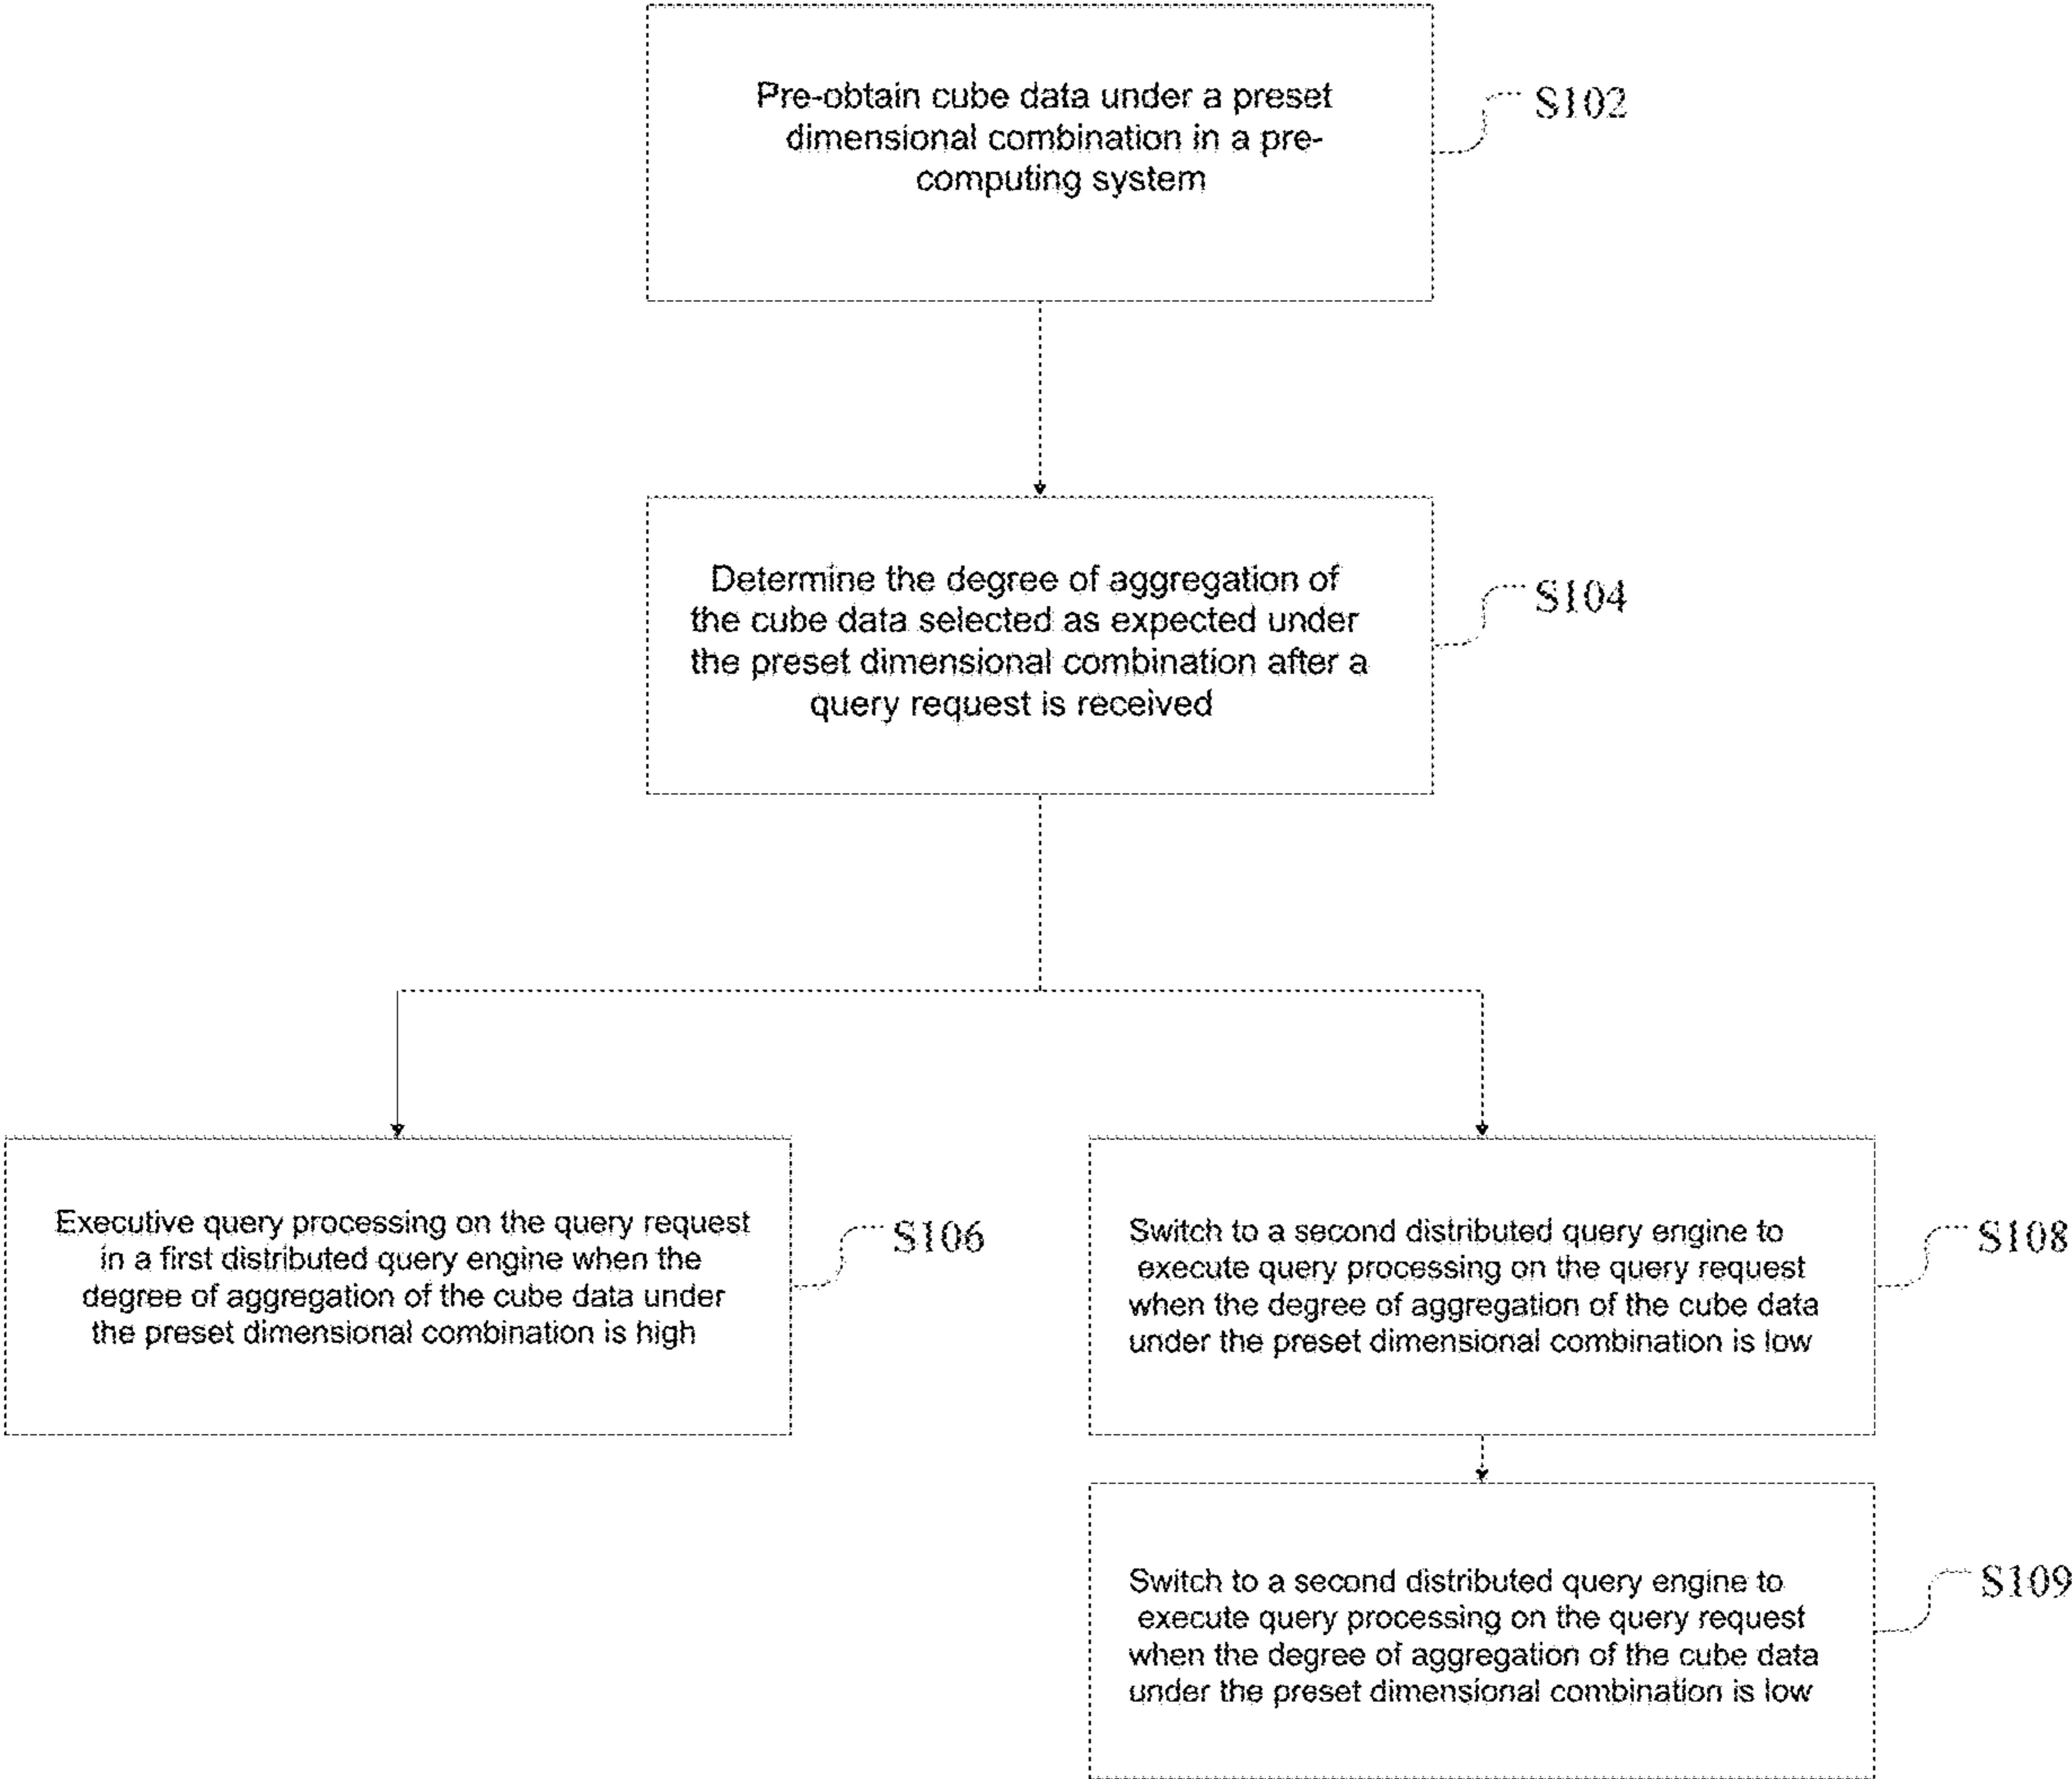 Pre-obtain cube data under a preset
dimensional combination in a pre-
computing system
S102
Determine the degree of aggregation of
the cube data selected as expected under
the preset dimensional combination after a
query request is received
S104
Executive query processing on the query request
in a first distributed query engine when the
degree of aggregation of the cube data under
the preset dimensional combination is high
S106
Switch to a second distributed query engine to
execute query processing on the query request
when the degree of aggregation of the cube data
under the preset dimensional combination is low
S108
Switch to a second distributed query engine to
execute query processing on the query request
when the degree of aggregation of the cube data
under the preset dimensional combination is low
S109